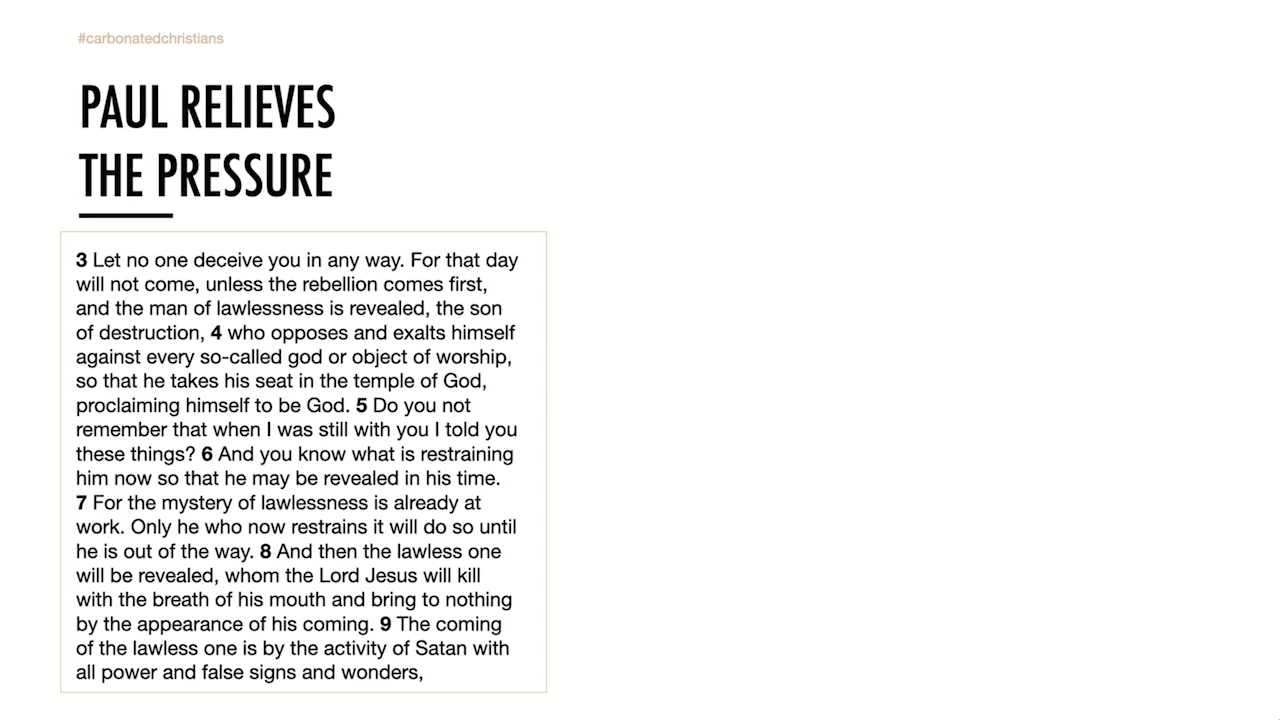 #carbonatedchristians
PAUL RELIEVES
THE PRESSURE
3 Let no one deceive you in any way. For that day
will not come, unless the rebellion comes first,
and the man of lawlessness is revealed, the son
of destruction, 4 who opposes and exalts himself
against every so-called god or object of worship,
so that he takes his seat in the temple of God,
proclaiming himself to be God. 5 Do you not
remember that when I was still with you I told you
these things? 6 And you know what is restraining
him now so that he may be revealed in his time.
7 For the mystery of lawlessness is already at
work. Only he who now restrains it will do so until
he is out of the way. 8 And then the lawless one
will be revealed, whom the Lord Jesus will kill
with the breath of his mouth and bring to nothing
by the appearance of his coming. 9 The coming
of the lawless one is by the activity of Satan with
all power and false signs and wonders,